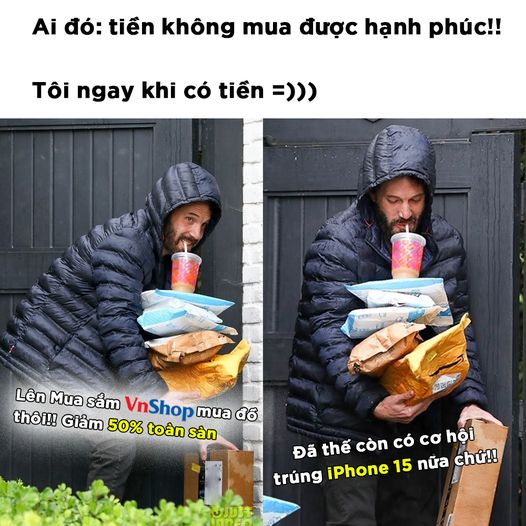 Ai đó: tiền không mua được hạnh phúc!!
Tôi ngay khi có tiền =)))
Lên Mua sắm VnShop mua đồ
thôi!! Giảm 50% toàn sàn
Đã thế còn có cơ hội
trúng iPhone 15 nữa chứ!!